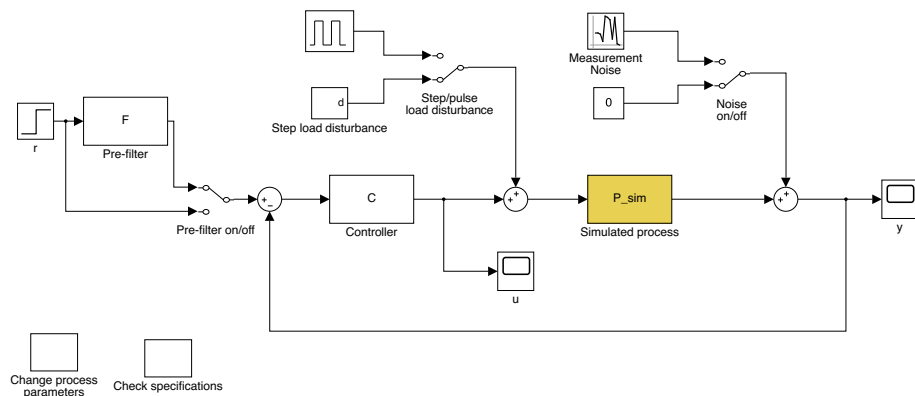 Measurement
Noise
d
Step load disturbance
Step/pulse
load disturbance
0
Noise
on/off
r
F
Pre-filter
Pre-filter on/off
+
−
C
Controller
+
+
P_sim
Simulated process
+
+
y
u
Change process
parameters
Check specifications